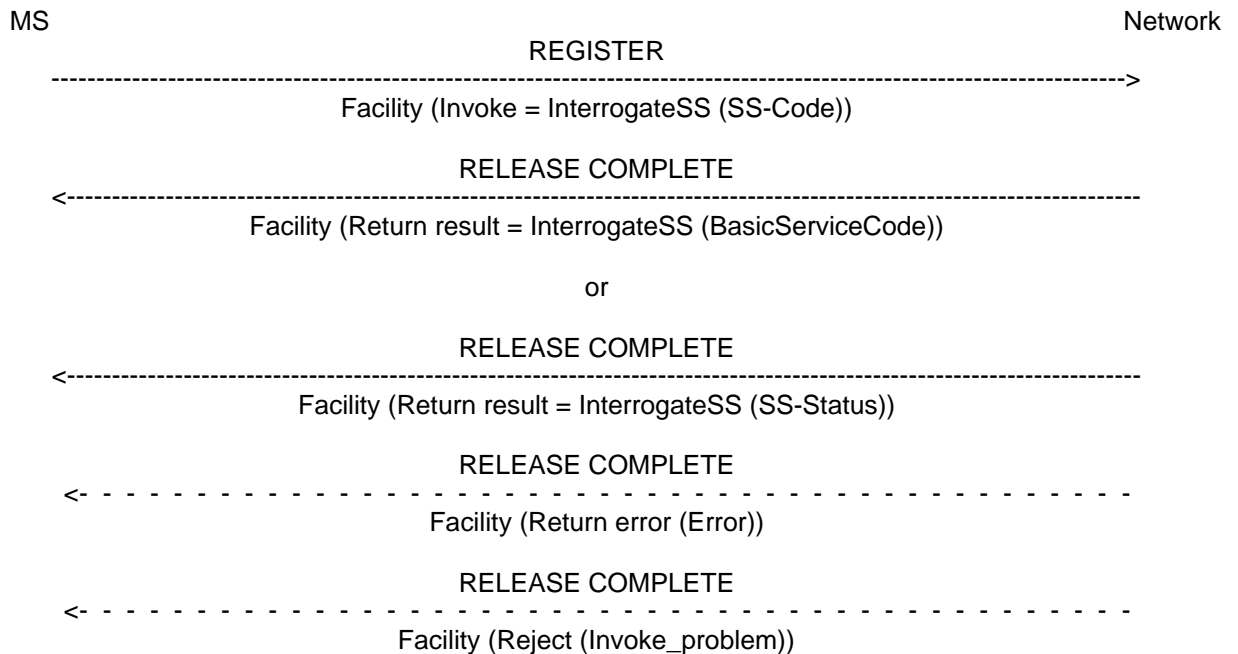 MS Network
REGISTER
Facility (Invoke = InterrogateSS (SS-Code))
RELEASE COMPLETE
Facility (Return result = InterrogateSS (BasicServiceCode))
or
RELEASE COMPLETE
Facility (Return result = InterrogateSS (SS-Status))
RELEASE COMPLETE
Facility (Return error (Error))
RELEASE COMPLETE
Facility (Reject (Invoke_problem))